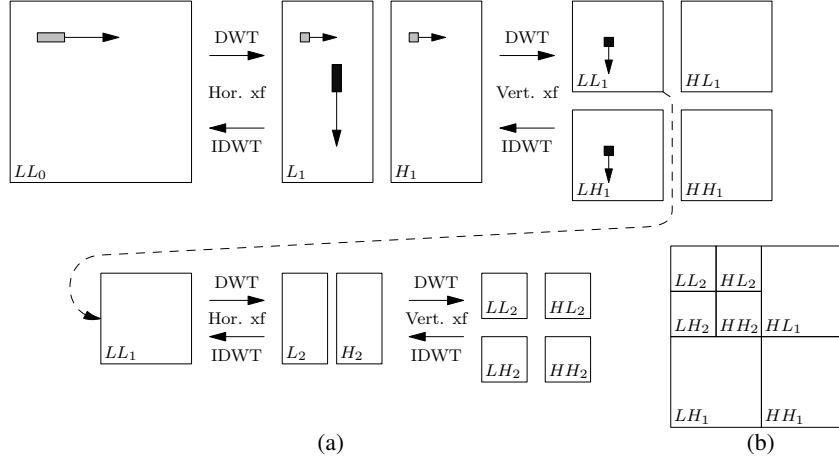 DWT
Hor. xf
IDWT
LL₀
L₁
H₁
DWT
Vert. xf
IDWT
LL₁
HL₁
LH₁
HH₁
LL₁
DWT
Hor. xf
IDWT
L₂
H₂
DWT
Vert. xf
IDWT
LL₂
HL₂
LH₂
HH₂
LL₂
HL₂
LH₂
HH₂
HL₁
LH₁
HH₁
(a)
(b)